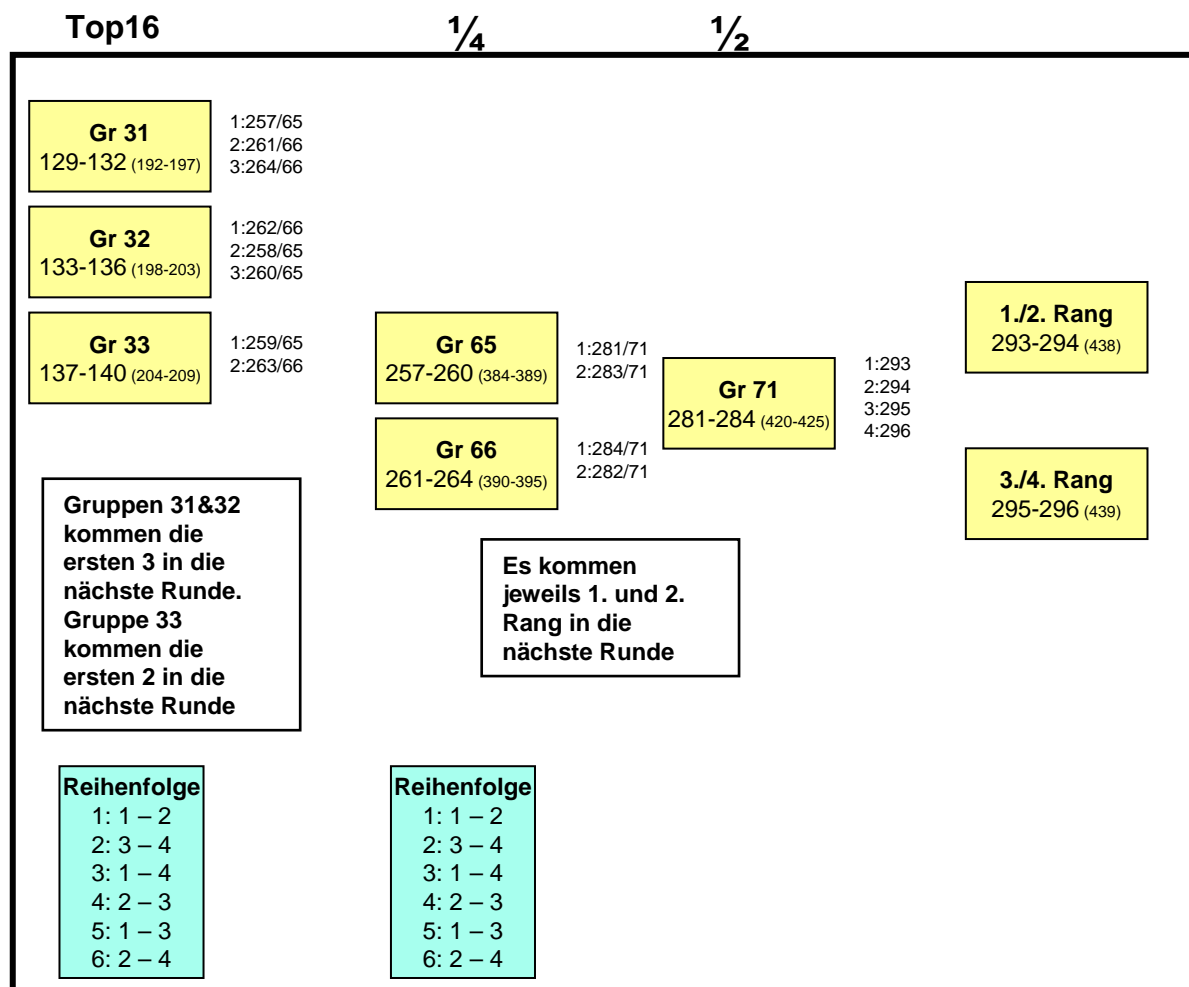 Top16
¼
½
Gr 31
129-132 (192-197)
1:257/65
2:261/66
3:264/66
Gr 32
133-136 (198-203)
1:262/66
2:258/65
3:260/65
Gr 33
137-140 (204-209)
1:259/65
2:263/66
Gr 65
257-260 (384-389)
1:281/71
2:283/71
Gr 66
261-264 (390-395)
1:284/71
2:282/71
Gr 71
281-284 (420-425)
1:293
2:294
3:295
4:296
1./2. Rang
293-294 (438)
3./4. Rang
295-296 (439)
Gruppen 31&32
kommen die
ersten 3 in die
nächste Runde.
Gruppe 33
kommen die
ersten 2 in die
nächste Runde
Es kommen
jeweils 1. und 2.
Rang in die
nächste Runde
Reihenfolge
1: 1 – 2
2: 3 – 4
3: 1 – 4
4: 2 – 3
5: 1 – 3
6: 2 – 4
Reihenfolge
1: 1 – 2
2: 3 – 4
3: 1 – 4
4: 2 – 3
5: 1 – 3
6: 2 – 4